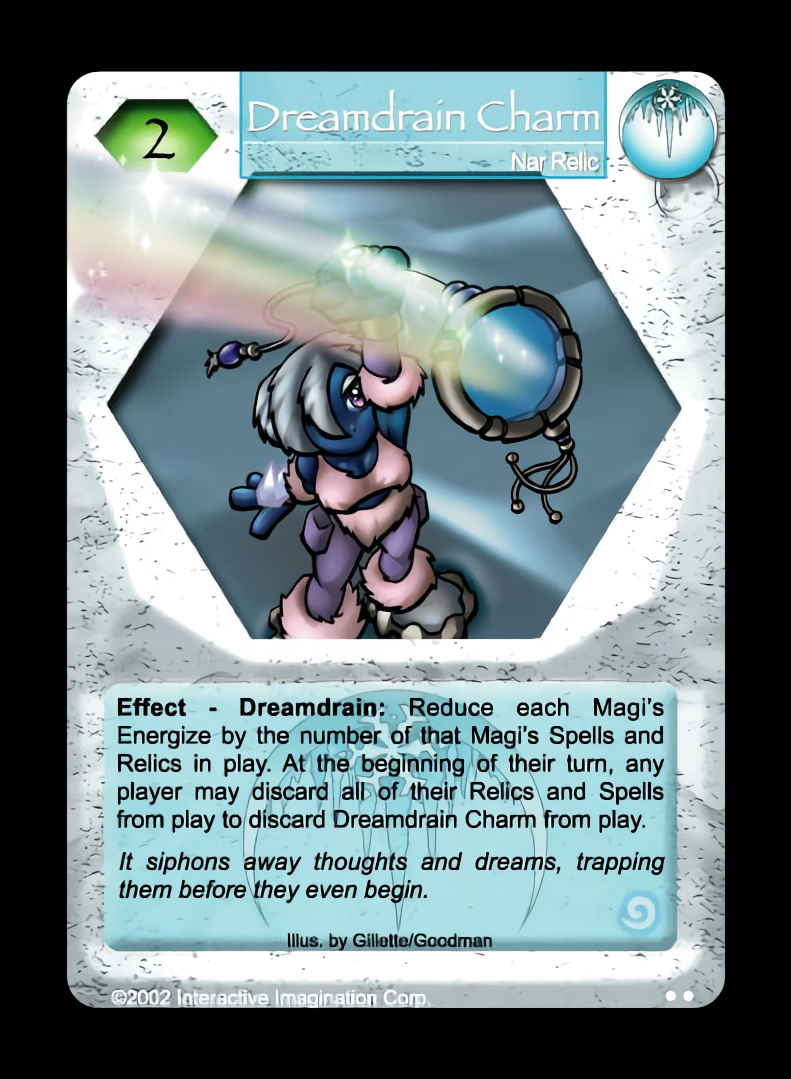 2
Dreamdrain Charm
Nar Relic
Effect - Dreamdrain: Reduce each Magi's
Energize by the number of that Magi's Spells and
Relics in play. At the beginning of their turn, any
player may discard all of their Relics and Spells
from play to discard Dreamdrain Charm from play.
It siphons away thoughts and dreams, trapping
them before they even begin.
Illus. by Gillette/Goodman
©2002 Interactive Imagination Corp.